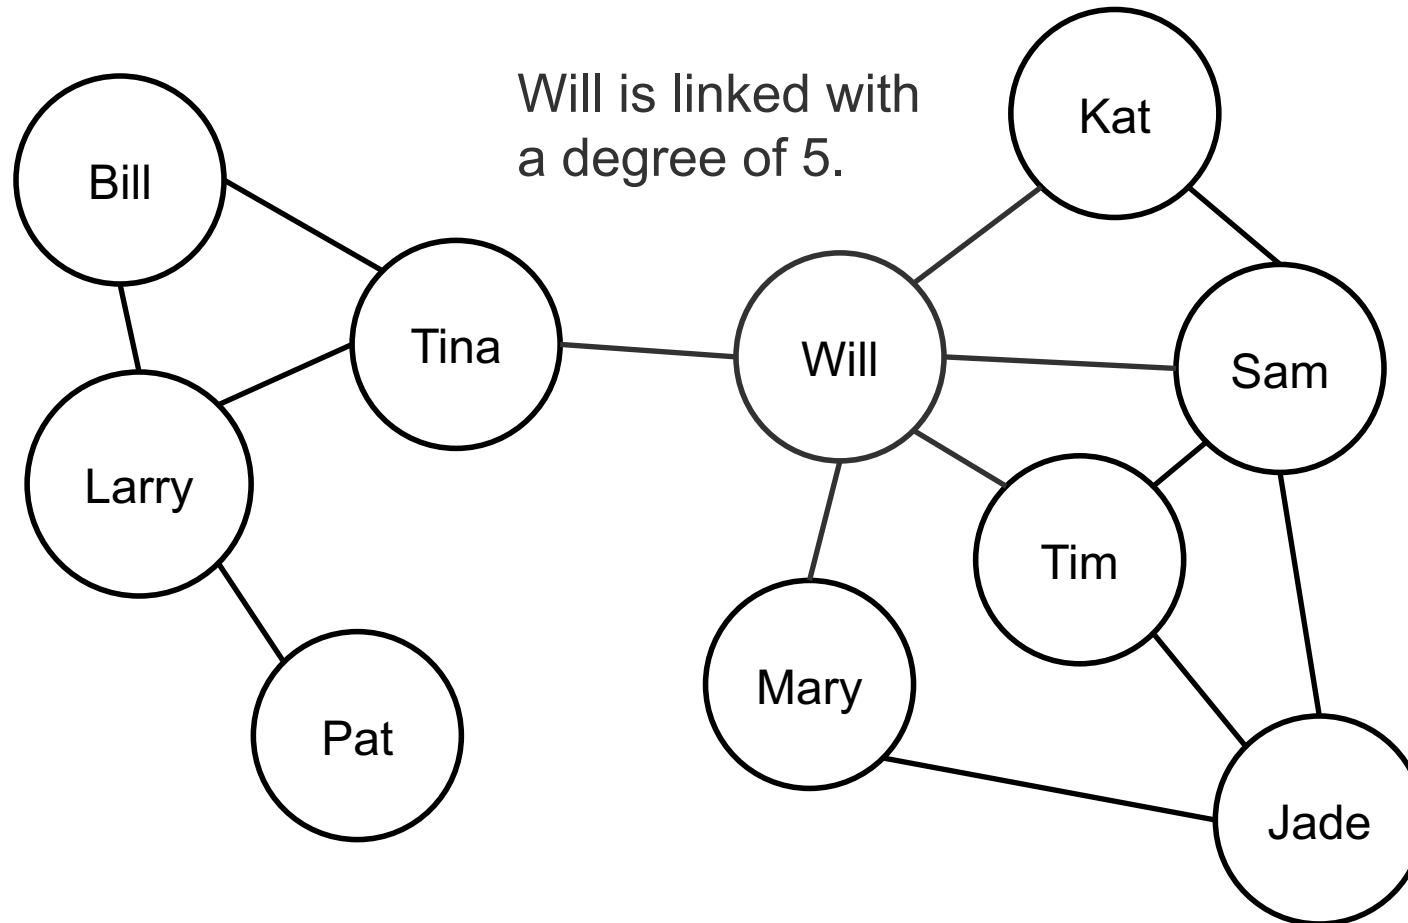 Will is linked with
a degree of 5.
Kat
Bill
Tina
Will
Sam
Larry
Tim
Mary
Pat
Jade